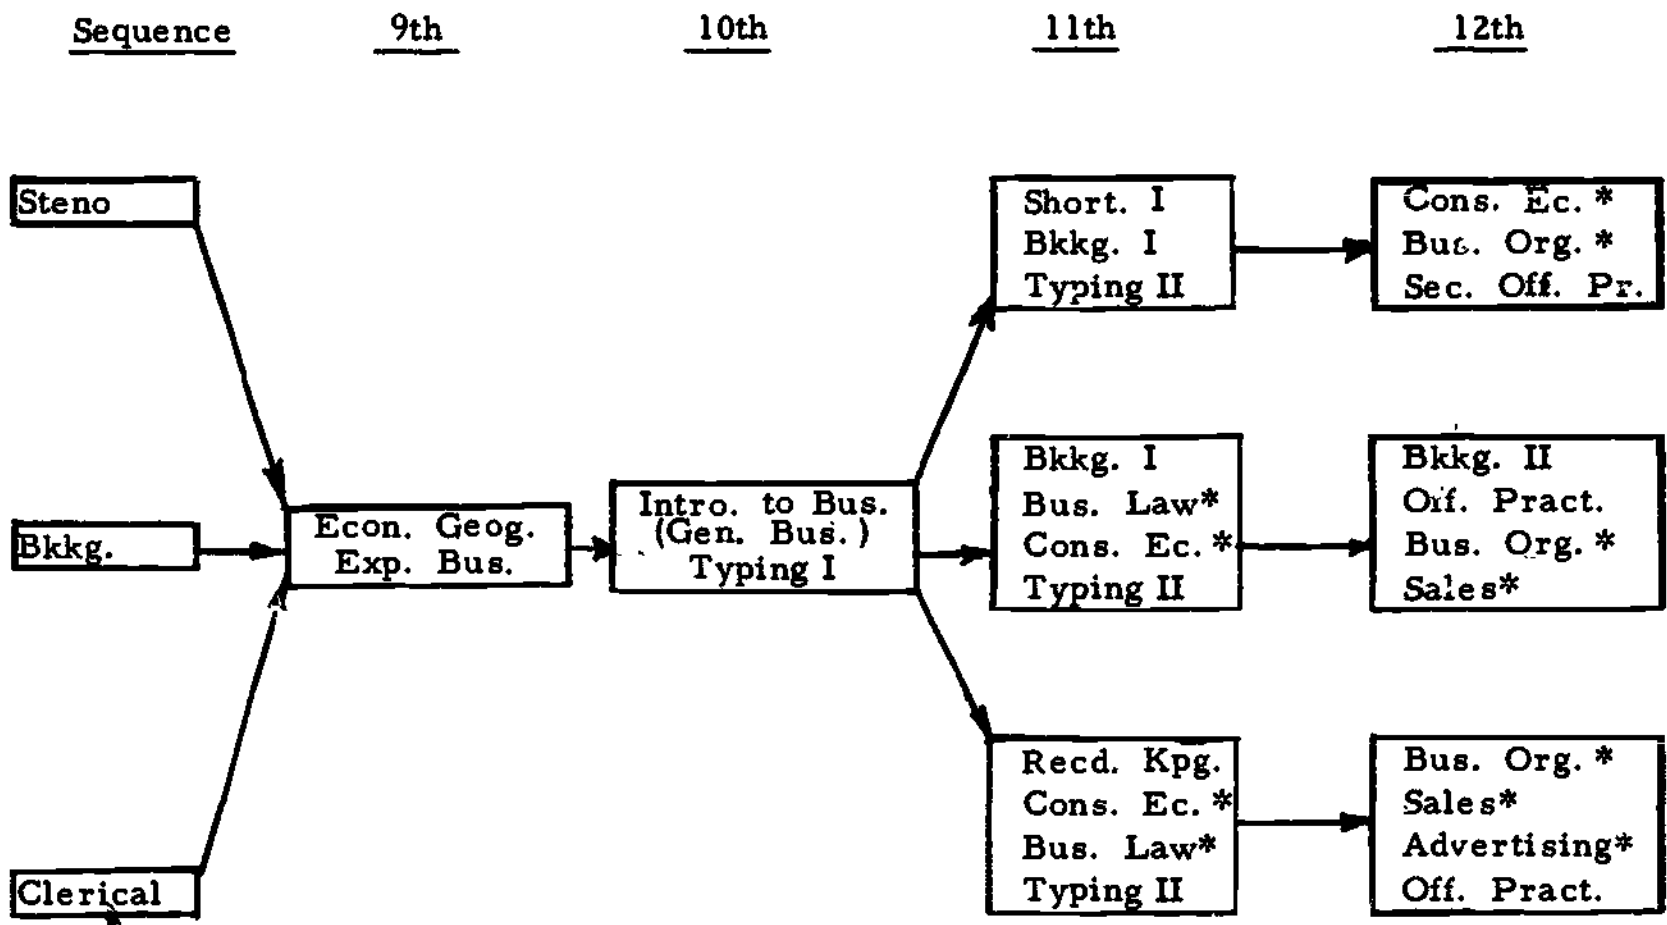 Sequence 9th 10th 11th 12th
Steno
Bkkg.
Clerical
Econ. Geog.
Exp. Bus.
Intro. to Bus.
(Gen. Bus.)
Typing I
Short. I
Bkkg. I
Typing II
Cons. Ec.*
Bus. Org.*
Sec. Off. Pr.
Bkkg. I
Bus. Law*
Cons. Ec.*
Typing II
Bkkg. II
Off. Pract.
Bus. Org.*
Sales*
Recd. Kpg.
Cons. Ec.*
Bus. Law*
Typing II
Bus. Org.*
Sales*
Advertising*
Off. Pract.